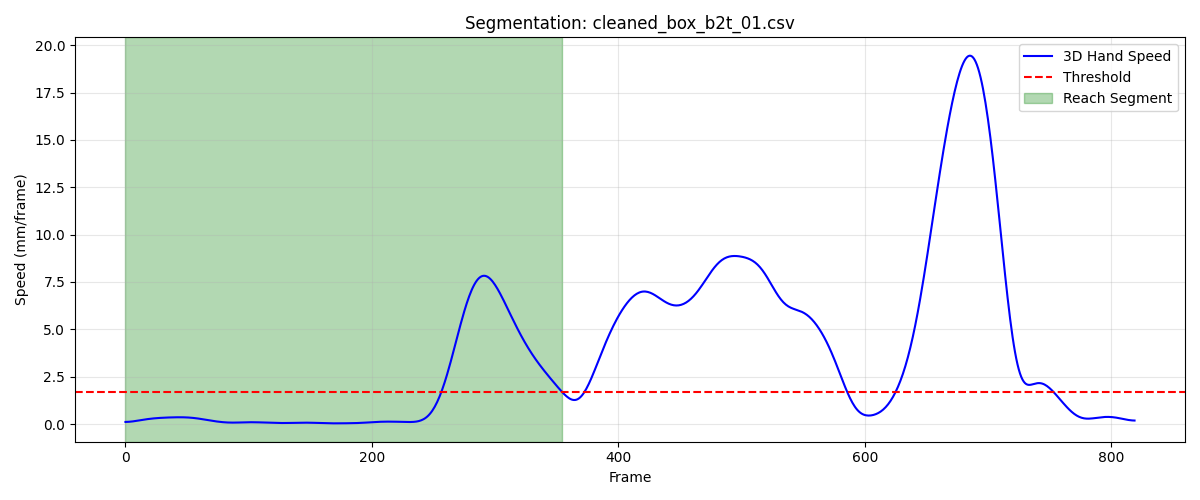 Segmentation: cleaned_box_b2t_01.csv
20.0
17.5
15.0
12.5
10.0
7.5
5.0
2.5
0.0
Speed (mm/frame)
3D Hand Speed
Threshold
Reach Segment
0 200 400 600 800
Frame